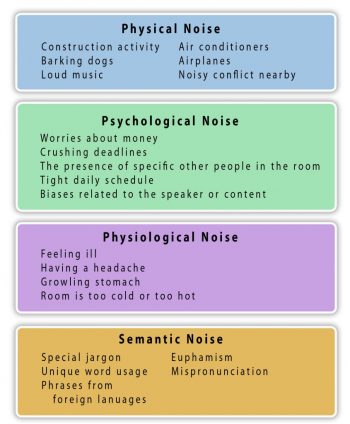 Physical Noise
Construction activity Air conditioners
Barking dogs Airplanes
Loud music Noisy conflict nearby
Psychological Noise
Worries about money
Crushing deadlines
The presence of specific other people in the room
Tight daily schedule
Biases related to the speaker or content
Physiological Noise
Feeling ill
Having a headache
Growling stomach
Room is too cold or too hot
Semantic Noise
Special jargon Euphamism
Unique word usage Mispronunciation
Phrases from
foreign lanuages